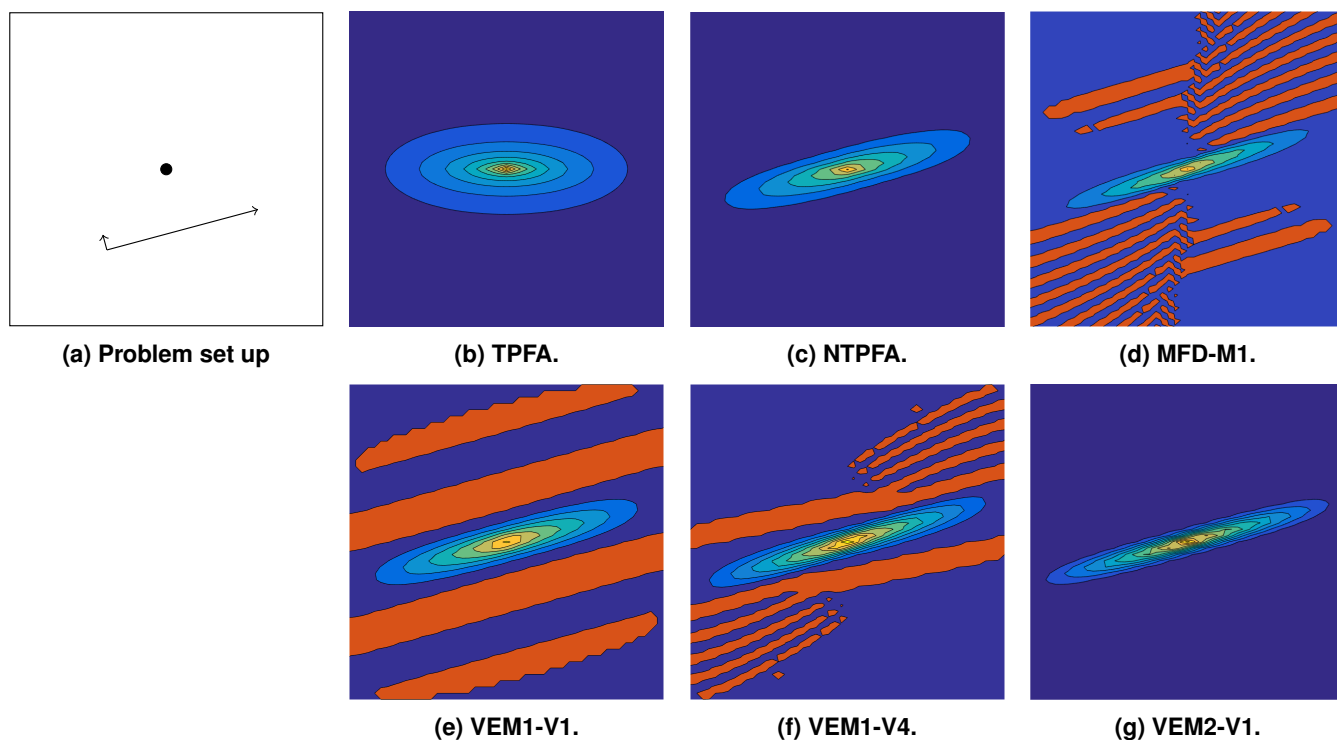 (a) Problem set up
(b) TPFA.
(c) NTPFA.
(d) MFD-M1.
(e) VEM1-V1.
(f) VEM1-V4.
(g) VEM2-V1.